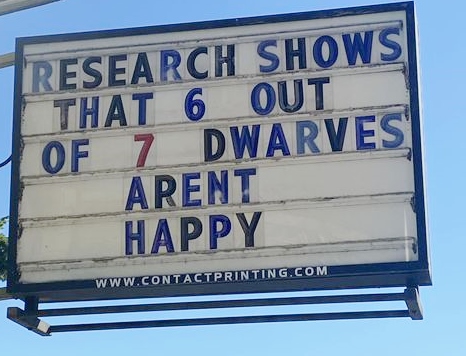 RESEARCH SHOWS
THAT 6 OUT
OF 7 DWARVES
ARENT
HAPPY
WWW.CONTACTPRINTING.COM